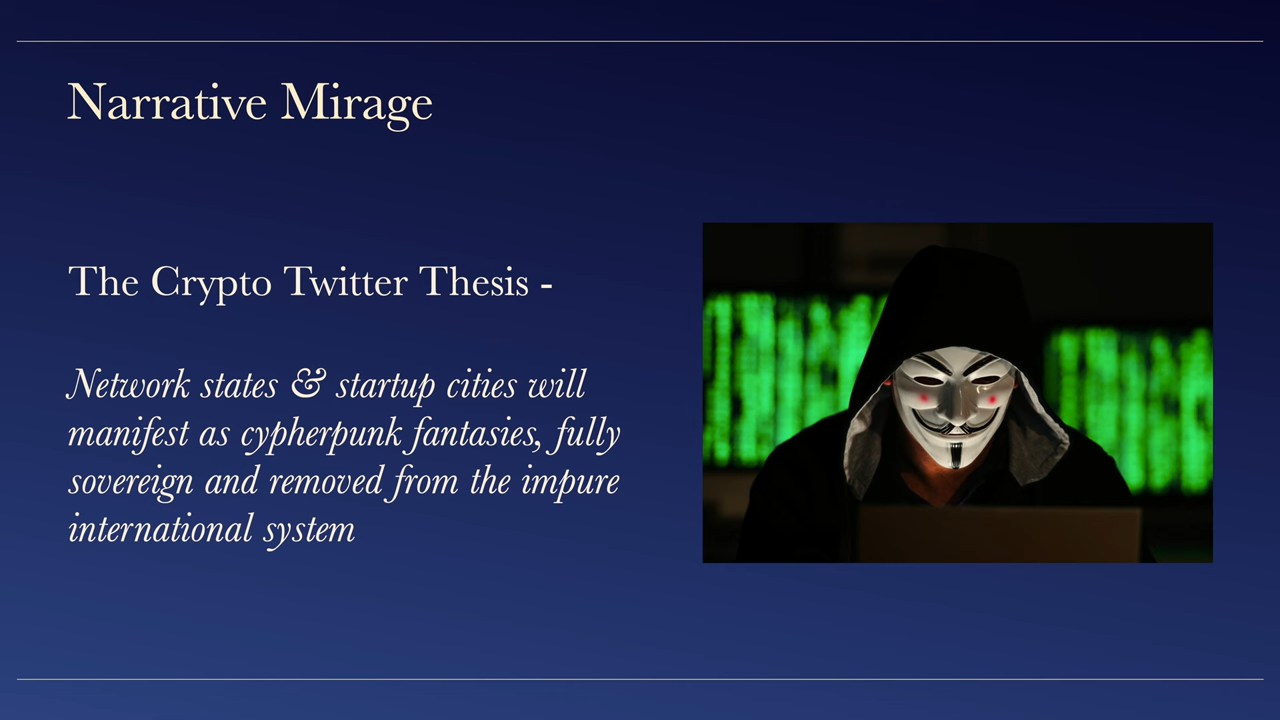 Narrative Mirage
The Crypto Twitter Thesis -
Network states & startup cities will
manifest as cypherpunk fantasies, fully
sovereign and removed from the impure
international system